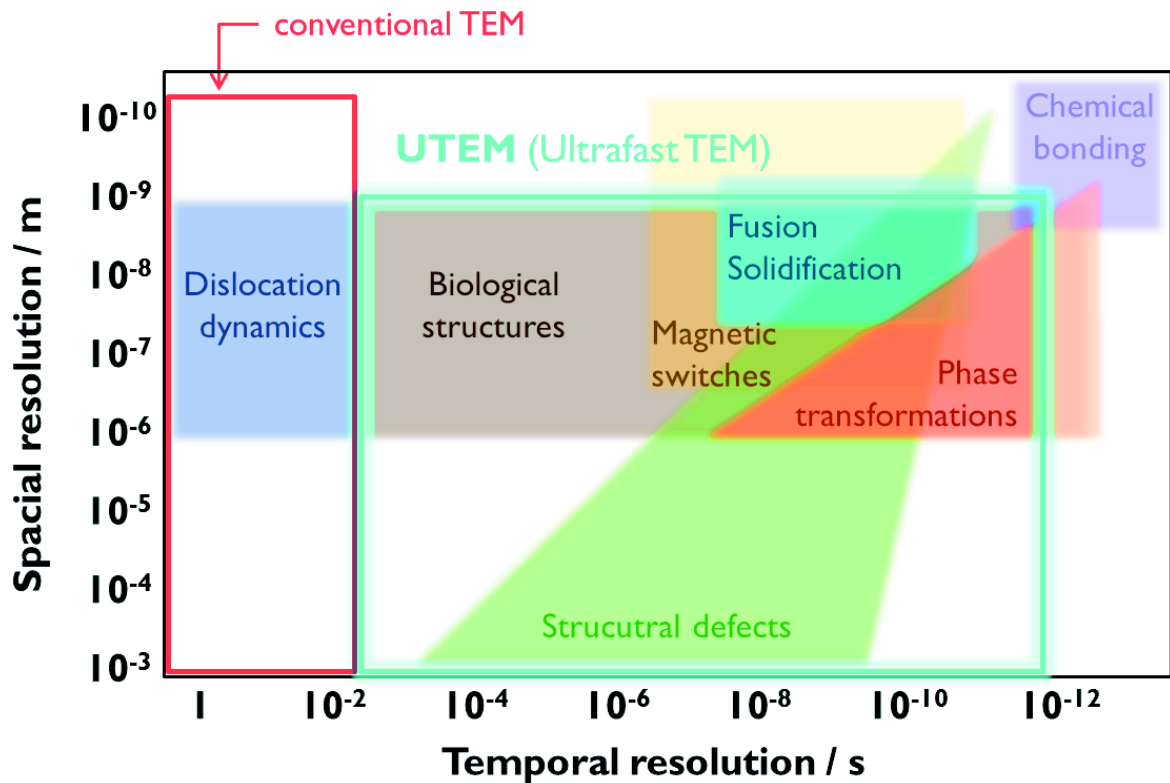 conventional TEM
10-10
10-9
10-8
10-7
10-6
10-5
10-4
10-3
Spacial resolution / m
UTEM (Ultrafast TEM)
Chemical
bonding
Fusion
Solidification
Dislocation
dynamics
Biological
structures
Magnetic
switches
Phase
transformations
Strucutral defects
1 10-2 10-4 10-6 10-8 10-10 10-12
Temporal resolution / s